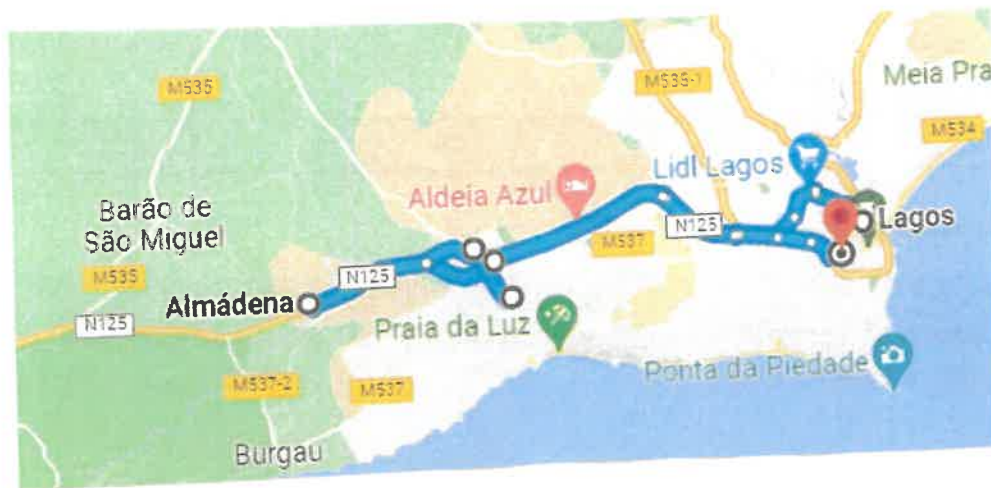 M535
M535-1
Meia Pra
M534
Lidl Lagos
Aldeia Azul
Barão de
São Miguel
N125
Lagos
M537
M535
N125
Almádena
N125
Praia da Luz
Ponta da Piedade
M537-2
M537
Burgau